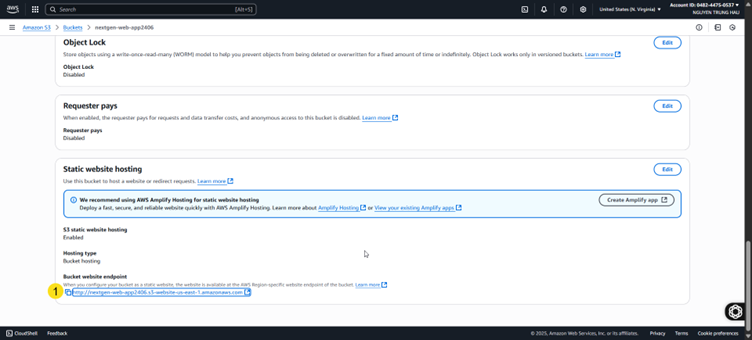 aws
Search
[Alt+S]
United States (N. Virginia)
Account ID: 0482-4475-0537
NGUYEN TRUNG HAU
Amazon S3 > Buckets > nextgen-web-app2406
Object Lock
Edit
Store objects using a write-once-read-many (WORM) model to help you prevent objects from being deleted or overwritten for a fixed amount of time or indefinitely. Object Lock works only in versioned buckets. Learn more
Object Lock
Disabled
Requester pays
Edit
When enabled, the requester pays for requests and data transfer costs, and anonymous access to this bucket is disabled. Learn more
Requester pays
Disabled
Static website hosting
Edit
Use this bucket to host a website or redirect requests. Learn more
We recommend using AWS Amplify Hosting for static website hosting
Deploy a fast, secure, and reliable website quickly with AWS Amplify Hosting. Learn more about Amplify Hosting or View your existing Amplify apps
Create Amplify app
S3 static website hosting
Enabled
Hosting type
Bucket hosting
Bucket website endpoint
When you configure your bucket as a static website, the website is available at the AWS Region-specific website endpoint of the bucket. Learn more
1
http://nextgen-web-app2406.s3-website-us-east-1.amazonaws.com
CloudShell
Feedback
© 2025, Amazon Web Services, Inc. or its affiliates.
Privacy
Terms
Cookie preferences